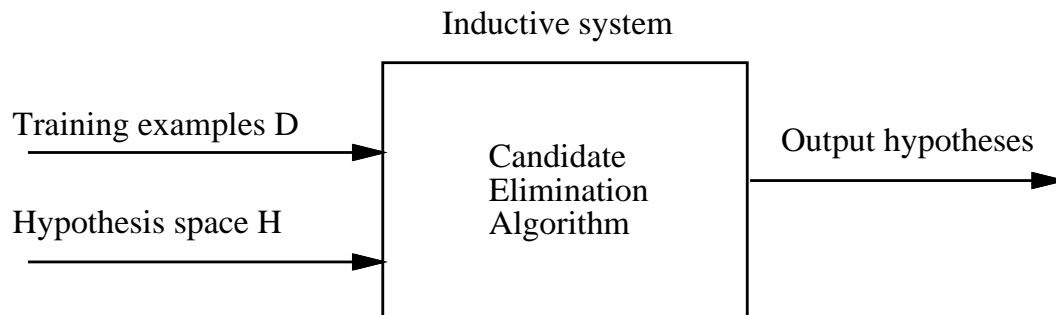 Inductive system
Training examples D
Hypothesis space H
Candidate
Elimination
Algorithm
Output hypotheses